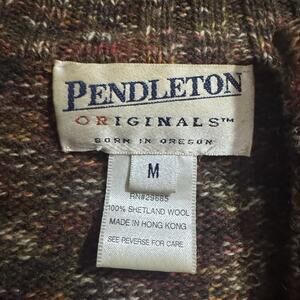 PENDLETON
ORIGINALS™
BORN IN OREGON
M
RN#29685
100% SHETLAND WOOL
MADE IN HONG KONG
SEE REVERSE FOR CARE